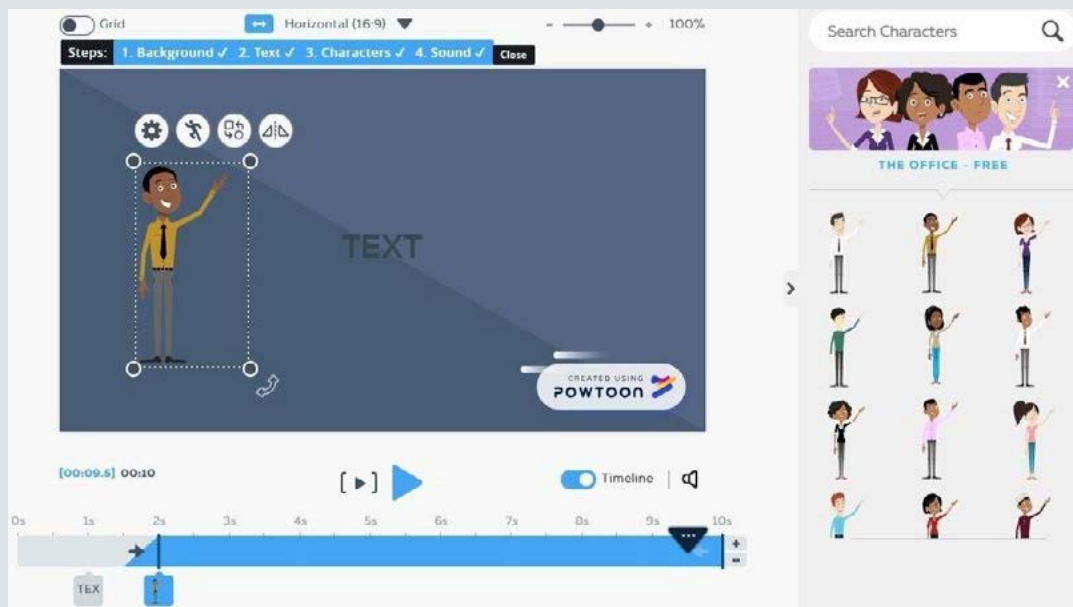 Grid
Horizontal (16:9)
100%
Steps: 1. Background ✓ 2. Text ✓ 3. Characters ✓ 4. Sound ✓ Close
TEXT
CREATED USING
POWTOON
[00:09.s] 00:10
Timeline
0s 1s 2s 3s 4s 5s 6s 7s 8s 9s 10s
TEX
Search Characters
THE OFFICE - FREE